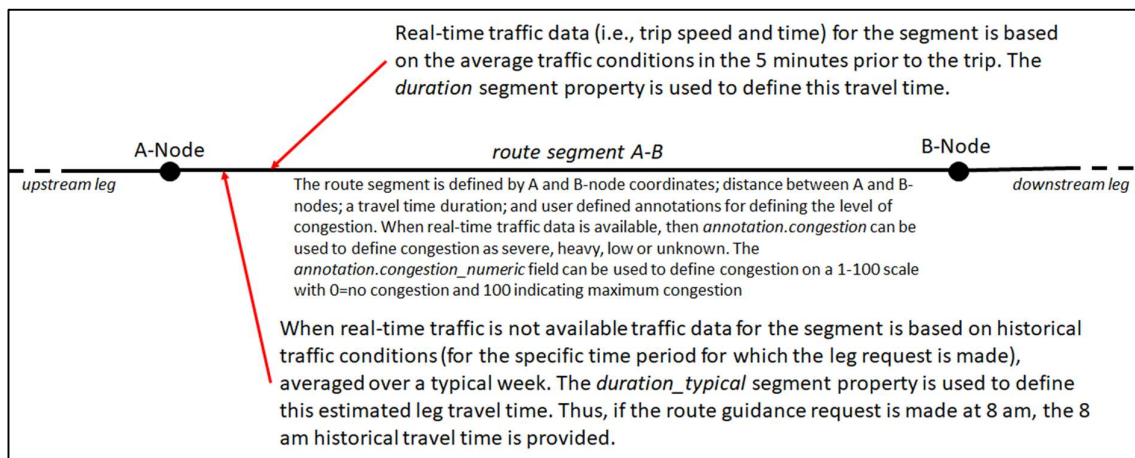 Real-time traffic data (i.e., trip speed and time) for the segment is based
on the average traffic conditions in the 5 minutes prior to the trip. The
duration segment property is used to define this travel time.
A-Node
route segment A-B
B-Node
upstream leg
downstream leg
The route segment is defined by A and B-node coordinates; distance between A and B-
nodes; a travel time duration; and user defined annotations for defining the level of
congestion. When real-time traffic data is available, then annotation.congestion can be
used to define congestion as severe, heavy, low or unknown. The
annotation.congestion_numeric field can be used to define congestion on a 1-100 scale
with 0=no congestion and 100 indicating maximum congestion
When real-time traffic is not available traffic data for the segment is based on historical
traffic conditions (for the specific time period for which the leg request is made),
averaged over a typical week. The duration_typical segment property is used to define
this estimated leg travel time. Thus, if the route guidance request is made at 8 am, the 8
am historical travel time is provided.